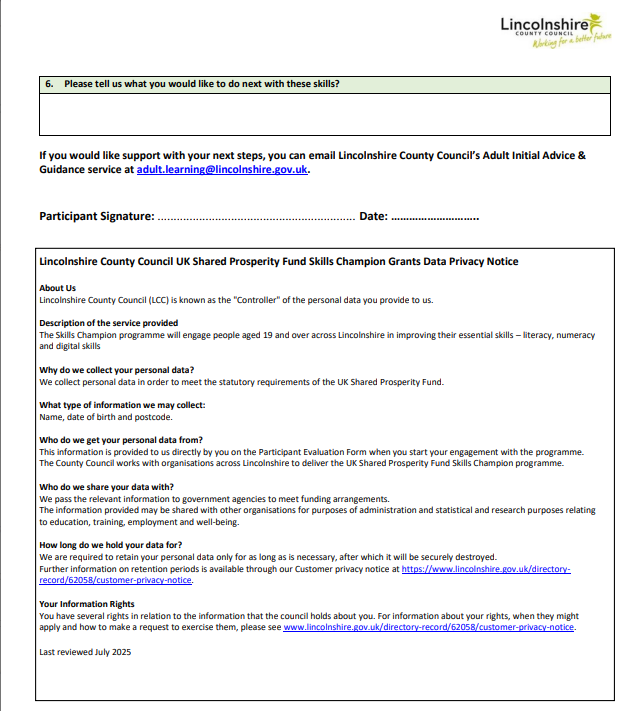 Lincolnshire
COUNTY COUNCIL
Working for a better future
6. Please tell us what you would like to do next with these skills?
If you would like support with your next steps, you can email Lincolnshire County Council's Adult Initial Advice &
Guidance service at adult.learning@lincolnshire.gov.uk.
Participant Signature: ............................................................. Date: ………………………..
Lincolnshire County Council UK Shared Prosperity Fund Skills Champion Grants Data Privacy Notice
About Us
Lincolnshire County Council (LCC) is known as the "Controller" of the personal data you provide to us.
Description of the service provided
The Skills Champion programme will engage people aged 19 and over across Lincolnshire in improving their essential skills – literacy, numeracy
and digital skills
Why do we collect your personal data?
We collect personal data in order to meet the statutory requirements of the UK Shared Prosperity Fund.
What type of information we may collect:
Name, date of birth and postcode.
Who do we get your personal data from?
This information is provided to us directly by you on the Participant Evaluation Form when you start your engagement with the programme.
The County Council works with organisations across Lincolnshire to deliver the UK Shared Prosperity Fund Skills Champion programme.
Who do we share your data with?
We pass the relevant information to government agencies to meet funding arrangements.
The information provided may be shared with other organisations for purposes of administration and statistical and research purposes relating
to education, training, employment and well-being.
How long do we hold your data for?
We are required to retain your personal data only for as long as is necessary, after which it will be securely destroyed.
Further information on retention periods is available through our Customer privacy notice at https://www.lincolnshire.gov.uk/directory-
record/62058/customer-privacy-notice.
Your Information Rights
You have several rights in relation to the information that the council holds about you. For information about your rights, when they might
apply and how to make a request to exercise them, please see www.lincolnshire.gov.uk/directory-record/62058/customer-privacy-notice.
Last reviewed July 2025